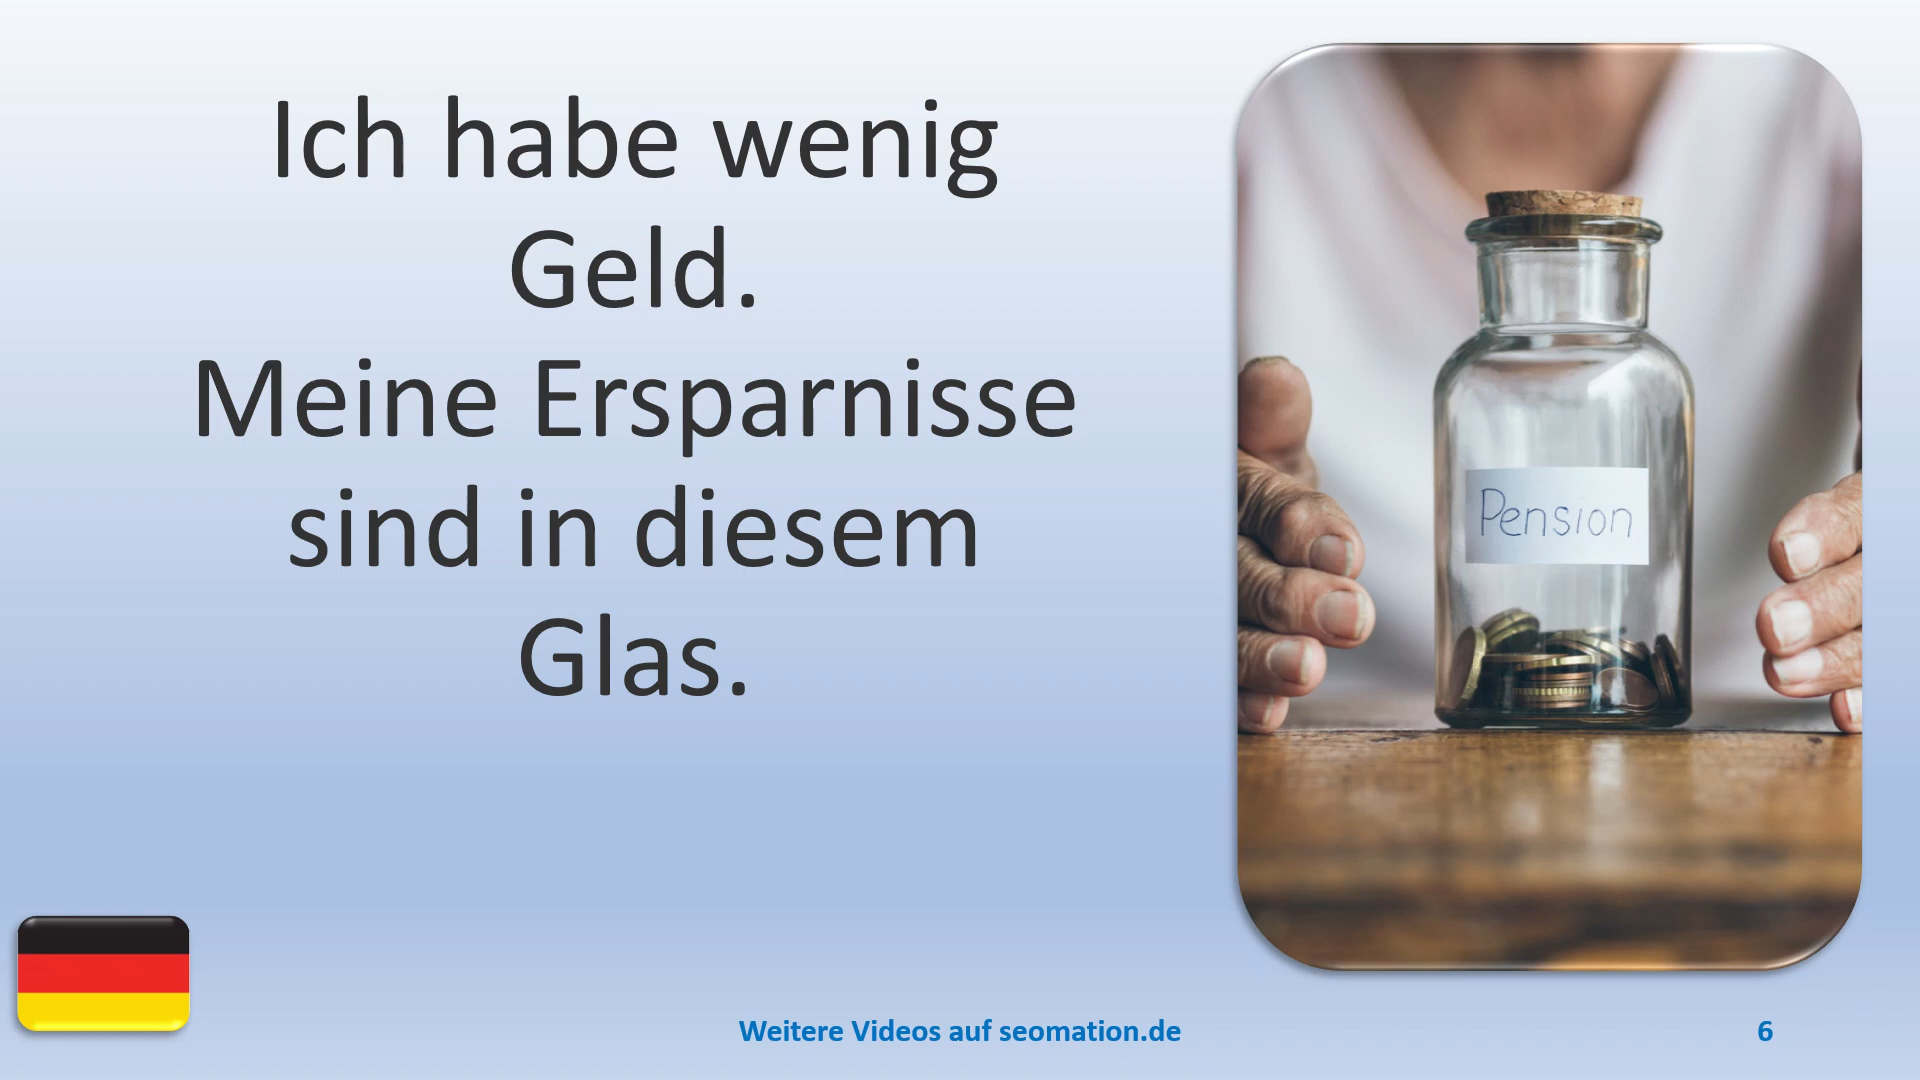 Ich habe wenig
Geld.
Meine Ersparnisse
sind in diesem
Glas.
Pension
Weitere Videos auf seomation.de
6